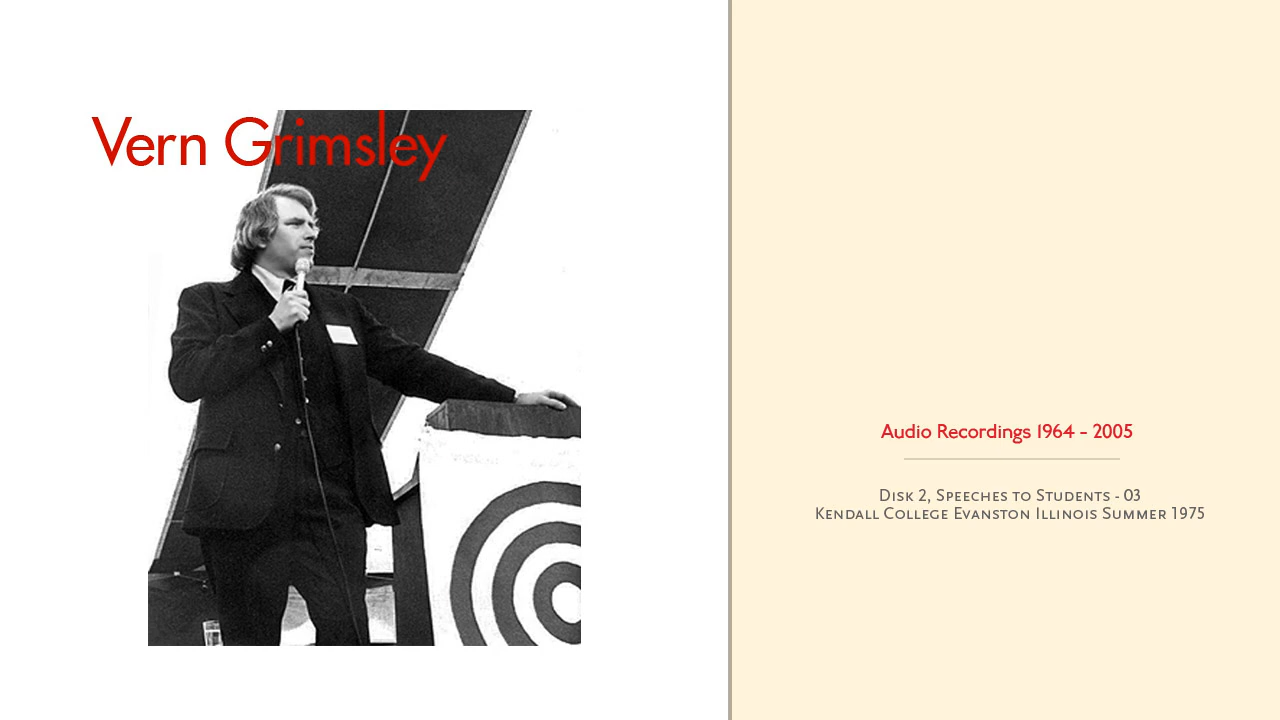 Vern Grimsley
Audio Recordings 1964 - 2005
Disk 2, Speeches to Students - 03
Kendall College Evanston Illinois Summer 1975